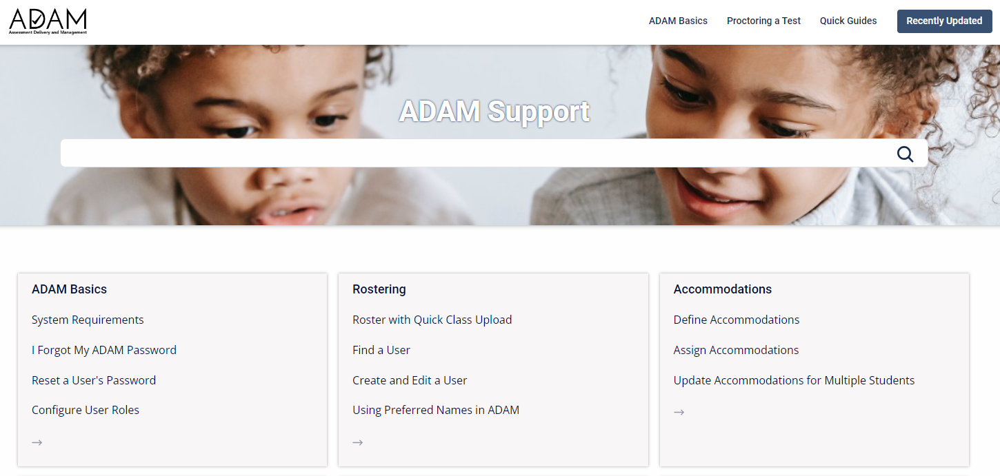 ADAM
Assessment Delivery and Management
ADAM Basics
Proctoring a Test
Quick Guides
Recently Updated
ADAM Support
ADAM Basics
System Requirements
I Forgot My ADAM Password
Reset a User's Password
Configure User Roles
→
Rostering
Roster with Quick Class Upload
Find a User
Create and Edit a User
Using Preferred Names in ADAM
→
Accommodations
Define Accommodations
Assign Accommodations
Update Accommodations for Multiple Students
→